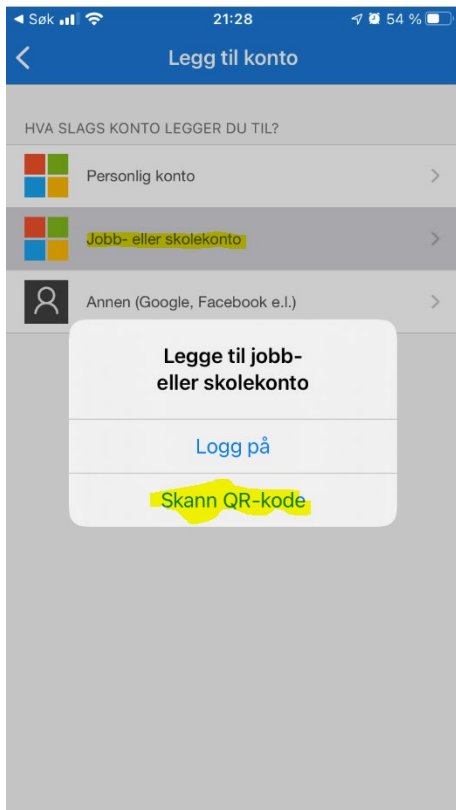 Søk 21:28 54 %
Legg til konto
HVA SLAGS KONTO LEGGER DU TIL?
Personlig konto
Jobb- eller skolekonto
Annen (Google, Facebook e.l.)
Legge til jobb-
eller skolekonto
Logg på
Skann QR-kode